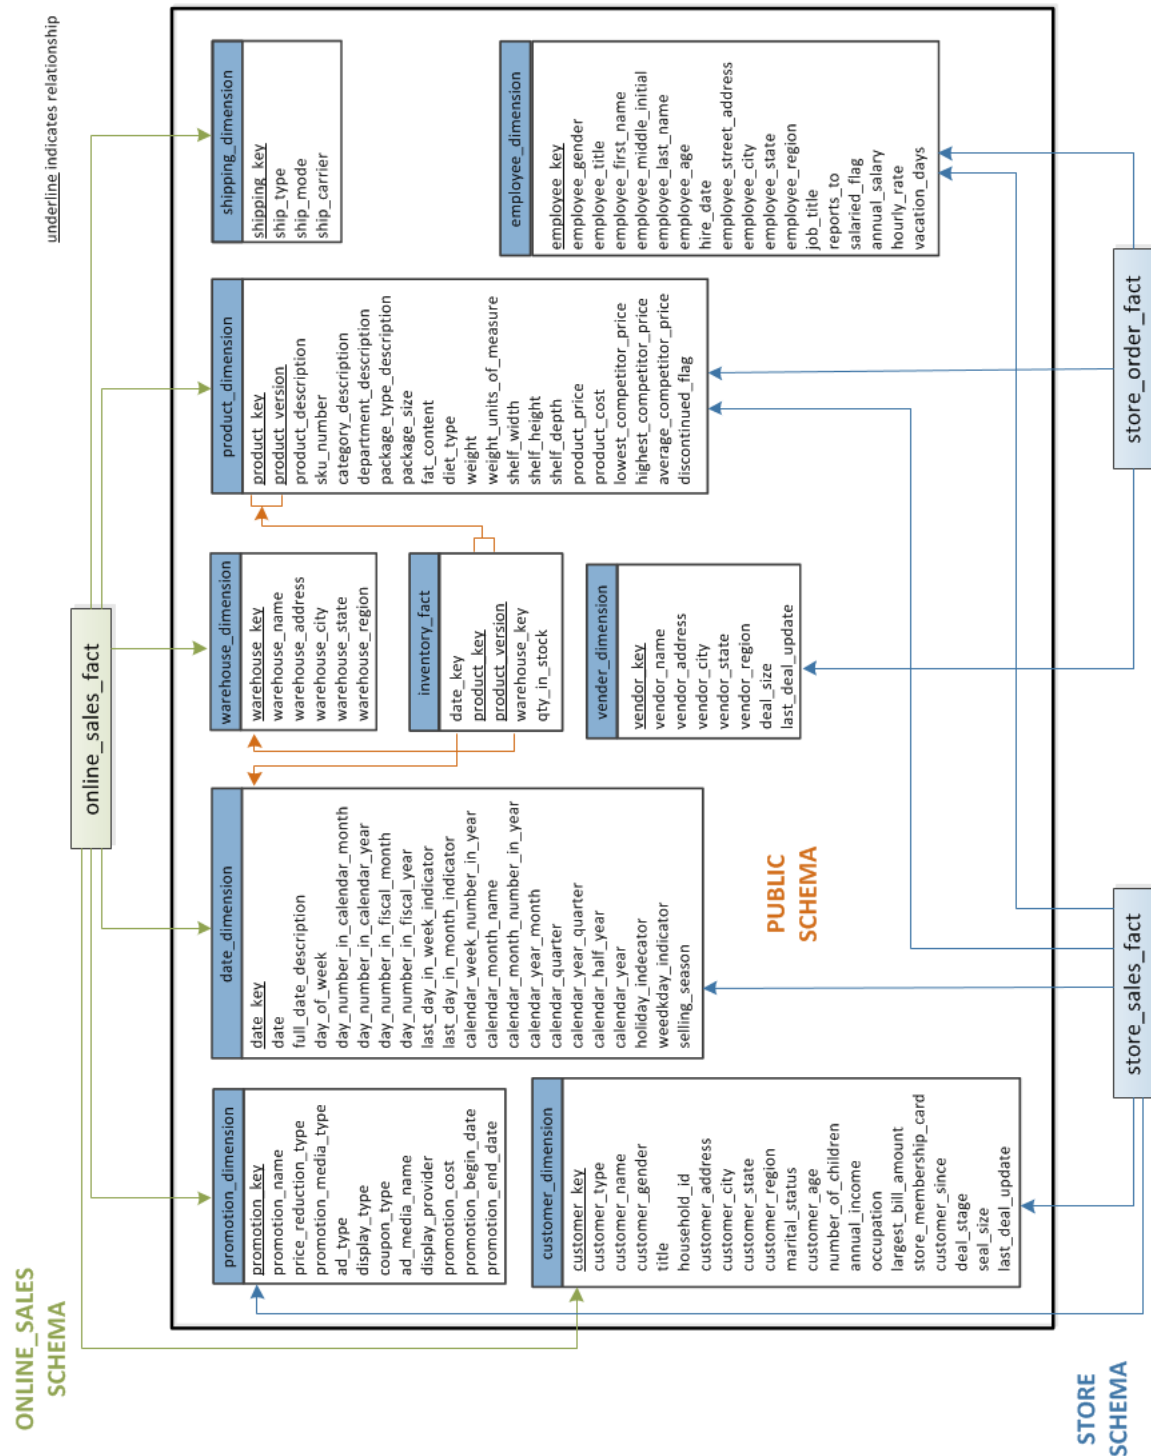 ONLINE_SALES
SCHEMA
online_sales_fact
underline indicates relationship
promotion_dimension
promotion_key
promotion_name
price_reduction_type
promotion_media_type
ad_type
display_type
coupon_type
ad_media_name
display_provider
promotion_cost
promotion_begin_date
promotion_end_date
date_dimension
date_key
date
full_date_description
day_of_week
day_number_in_calendar_month
day_number_in_calendar_year
day_number_in_fiscal_month
day_number_in_fiscal_year
last_day_in_week_indicator
last_day_in_month_indicator
calendar_week_number_in_year
calendar_month_name
calendar_month_number_in_year
calendar_year_month
calendar_quarter
calendar_year_quarter
calendar_half_year
calendar_year
holiday_indecator
weedkday_indicator
selling_season
warehouse_dimension
warehouse_key
warehouse_name
warehouse_address
warehouse_city
warehouse_state
warehouse_region
product_dimension
product_key
product_version
product_description
sku_number
category_description
department_description
package_type_description
package_size
fat_content
diet_type
weight
weight_units_of_measure
shelf_width
shelf_height
shelf_depth
product_price
product_cost
lowest_competitor_price
highest_competitor_price
average_competitor_price
discontinued_flag
shipping_dimension
shipping_key
ship_type
ship_mode
ship_carrier
inventory_fact
date_key
product_key
product_version
warehouse_key
qty_in_stock
customer_dimension
customer_key
customer_type
customer_name
customer_gender
title
household_id
customer_address
customer_city
customer_state
customer_region
marital_status
customer_age
number_of_children
annual_income
occupation
largest_bill_amount
store_membership_card
customer_since
deal_stage
seal_size
last_deal_update
vender_dimension
vendor_key
vendor_name
vendor_address
vendor_city
vendor_state
vendor_region
deal_size
last_deal_update
employee_dimension
employee_key
employee_gender
employee_title
employee_first_name
employee_middle_initial
employee_last_name
employee_age
hire_date
employee_street_address
employee_city
employee_state
employee_region
job_title
reports_to
salaried_flag
annual_salary
hourly_rate
vacation_days
PUBLIC
SCHEMA
STORE
SCHEMA
store_sales_fact
store_order_fact